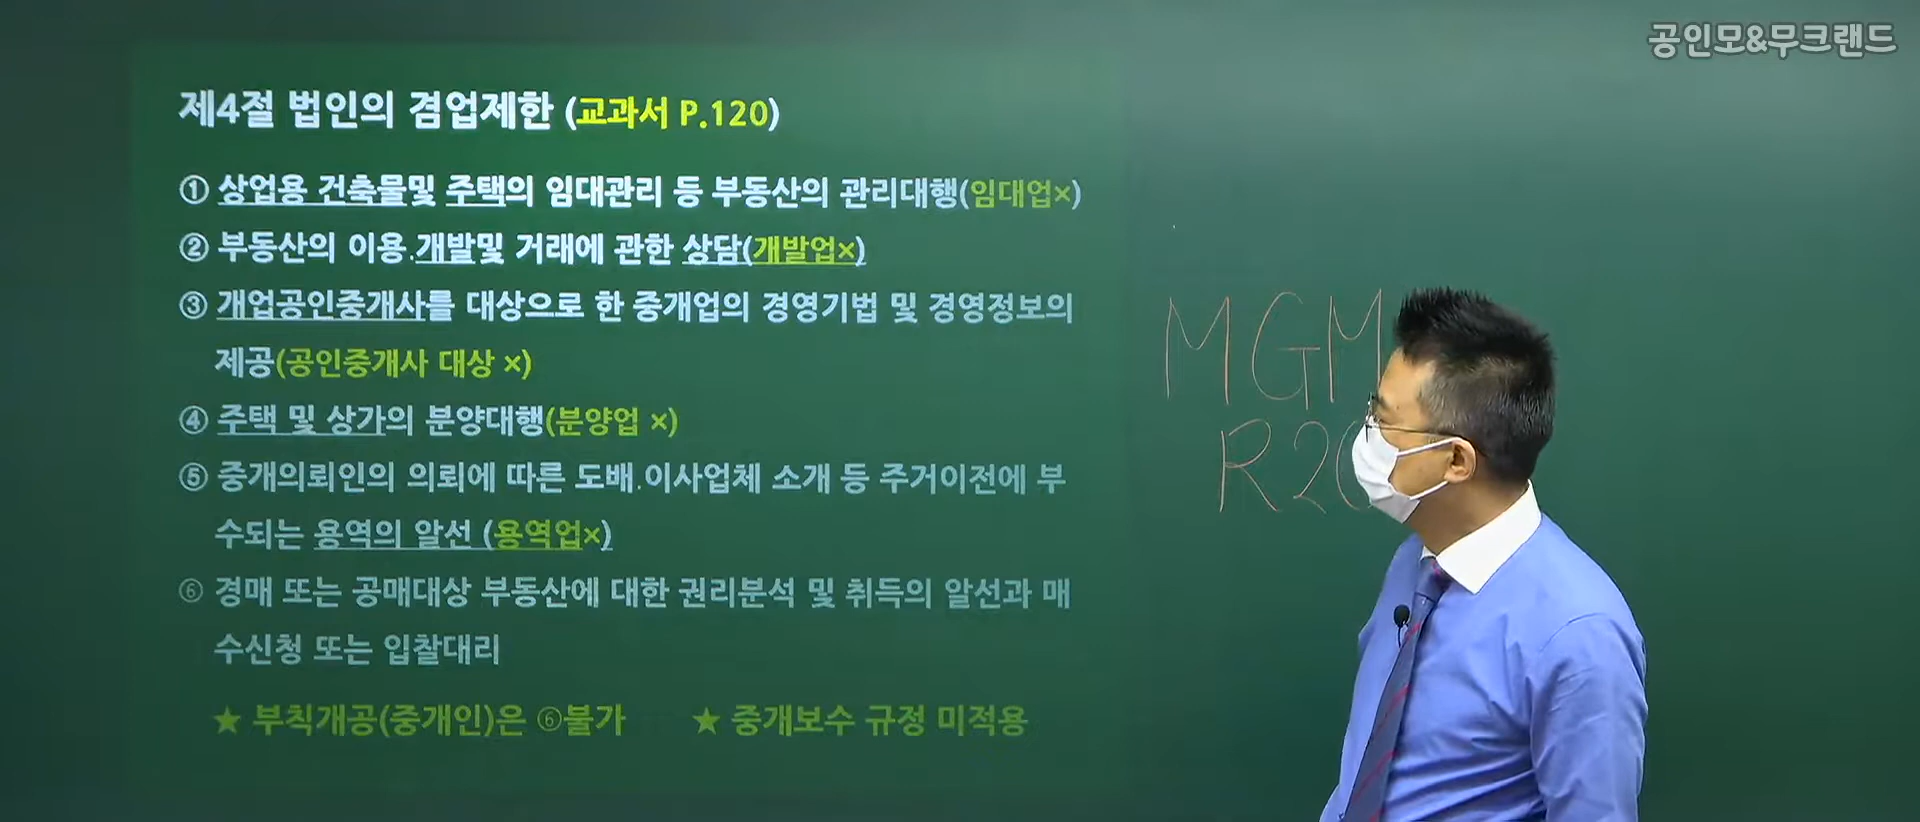 공인모&무크랜드
제4절 법인의 겸업제한 (교과서 P.120)
① 상업용 건축물및 주택의 임대관리 등 부동산의 관리대행(임대업×)
② 부동산의 이용.개발및 거래에 관한 상담(개발업×)
③ 개업공인중개사를 대상으로 한 중개업의 경영기법 및 경영정보의
제공(공인중개사 대상 ×)
④ 주택 및 상가의 분양대행(분양업 ×)
⑤ 중개의뢰인의 의뢰에 따른 도배.이사업체 소개 등 주거이전에 부
수되는 용역의 알선 (용역업×)
⑥ 경매 또는 공매대상 부동산에 대한 권리분석 및 취득의 알선과 매
수신청 또는 입찰대리
★ 부칙개공(중개인)은 ⑥불가 ★ 중개보수 규정 미적용
MGM
R2